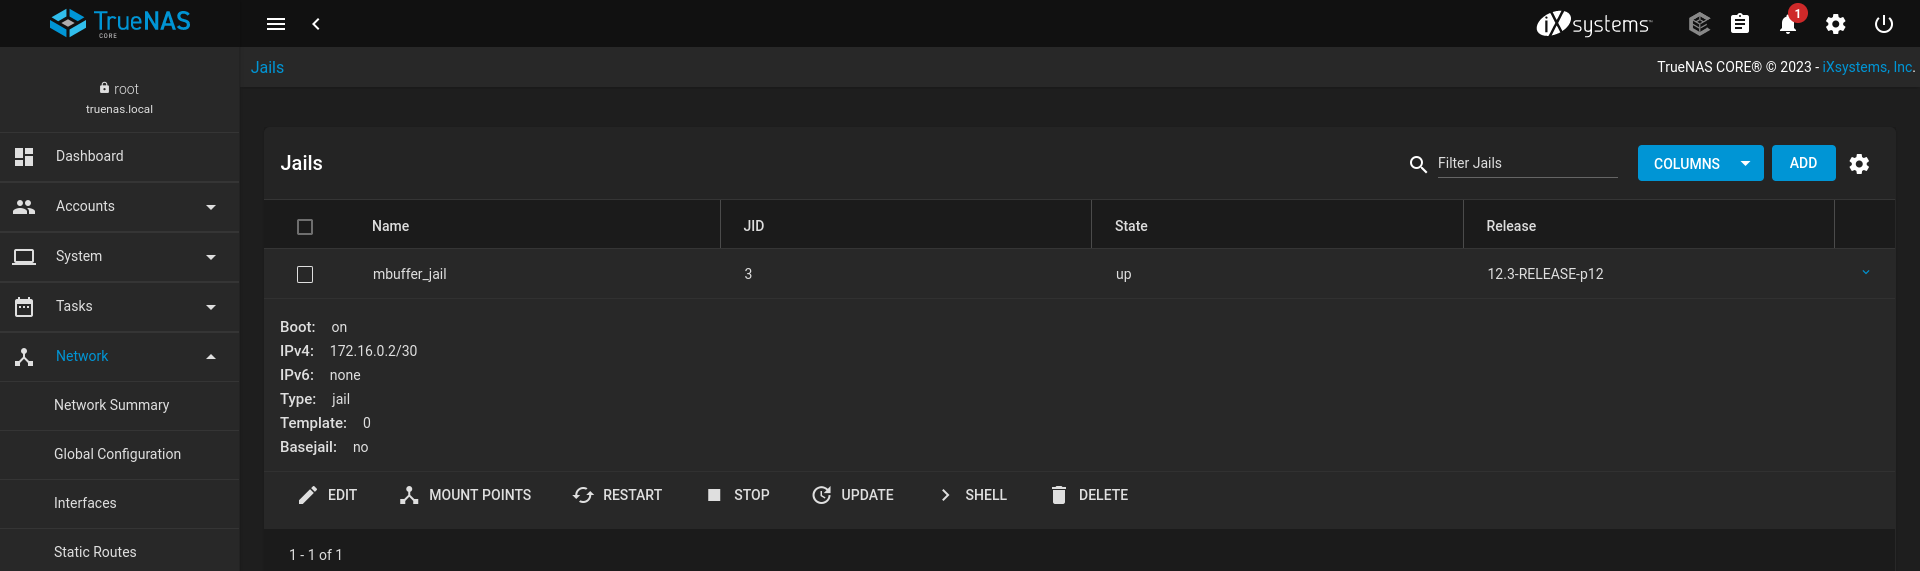 TrueNAS
CORE
iXsystems
1
root
truenas.local
Jails
TrueNAS CORE® © 2023 - iXsystems, Inc.
Dashboard
Accounts
System
Tasks
Network
Network Summary
Global Configuration
Interfaces
Static Routes
Jails
Filter Jails
COLUMNS
ADD
Name JID State Release
mbuffer_jail 3 up 12.3-RELEASE-p12
Boot: on
IPv4: 172.16.0.2/30
IPv6: none
Type: jail
Template: 0
Basejail: no
EDIT MOUNT POINTS RESTART STOP UPDATE SHELL DELETE
1 - 1 of 1